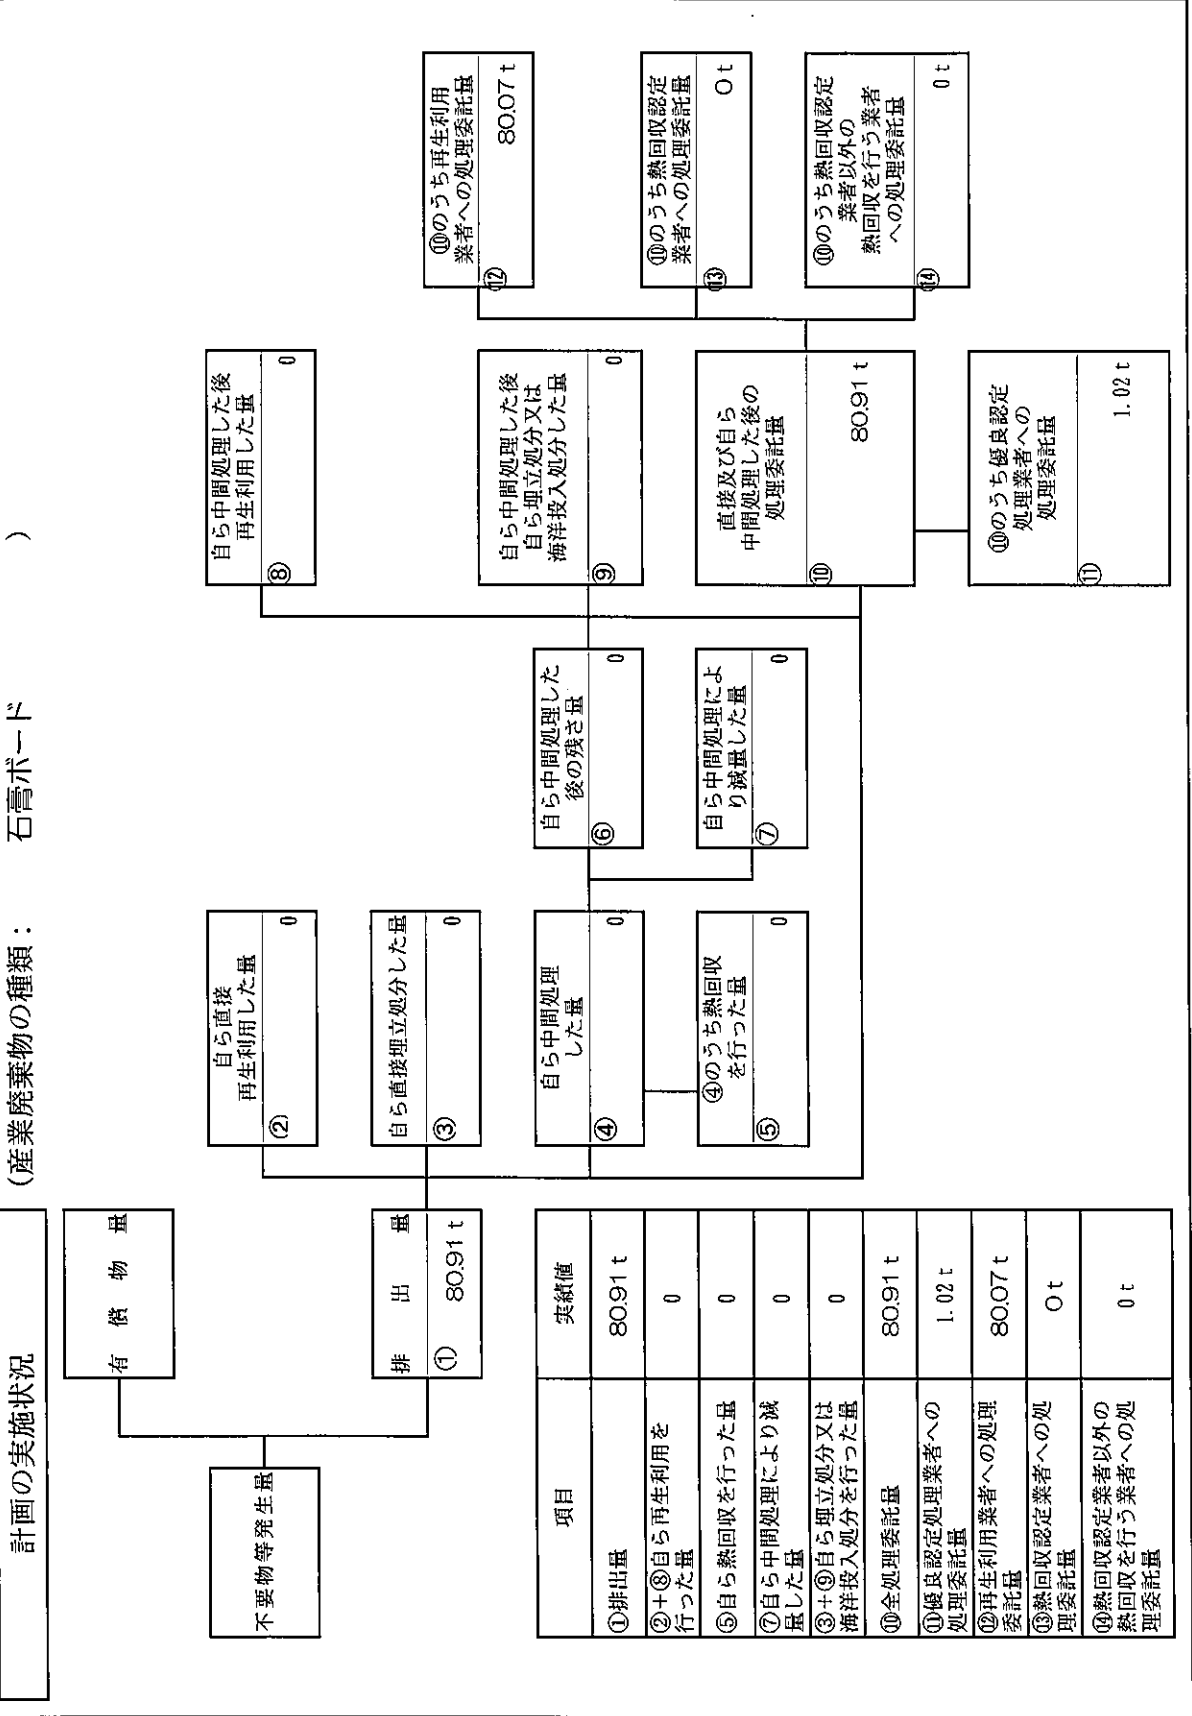 計画の実施状況
（産業廃棄物の種類： 石膏ボード ）
不要物等発生量
有償物量
排出量
① 80.91 t
自ら直接
再生利用した量
② 0
自ら直接埋立処分した量
③ 0
自ら中間処理
した量
④ 0
④のうち熱回収
を行った量
⑤ 0
自ら中間処理した
後の残さ量
⑥ 0
自ら中間処理によ
り減量した量
⑦ 0
自ら中間処理した後
再生利用した量
⑧ 0
自ら中間処理した後
自ら埋立処分又は
海洋投入処分した量
⑨ 0
直接及び自ら
中間処理した後の
処理委託量
⑩ 80.91 t
⑩のうち優良認定
処理業者への
処理委託量
⑪ 1.02 t
⑩のうち再生利用
業者への処理委託量
⑫ 80.07 t
⑩のうち熱回収認定
業者への処理委託量
⑬ 0 t
⑩のうち熱回収認定
業者以外の
熱回収を行う業者
への処理委託量
⑭ 0 t
項目 実績値
①排出量 80.91 t
②+⑧自ら再生利用を
行った量 0
⑤自ら熱回収を行った量 0
⑦自ら中間処理により減
量した量 0
③+⑨自ら埋立処分又は
海洋投入処分を行った量 0
⑩全処理委託量 80.91 t
⑪優良認定処理業者への
処理委託量 1.02 t
⑫再生利用業者への処理
委託量 80.07 t
⑬熱回収認定業者への処
理委託量 0 t
⑭熱回収認定業者以外の
熱回収を行う業者への処
理委託量 0 t